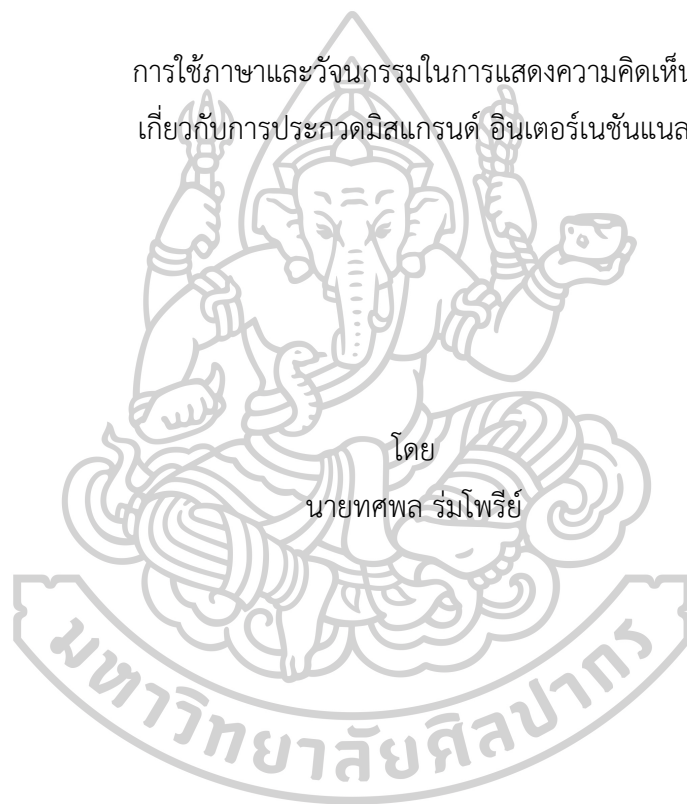 การใช้ภาษาและวัจนกรรมในการแสดงความคิดเห็น
เกี่ยวกับการประกวดมิสแกรนด์ อินเตอร์เนชันแนล
โดย
นายทศพล ร่มโพรีย์
มหาวิทยาลัยศิลปากร